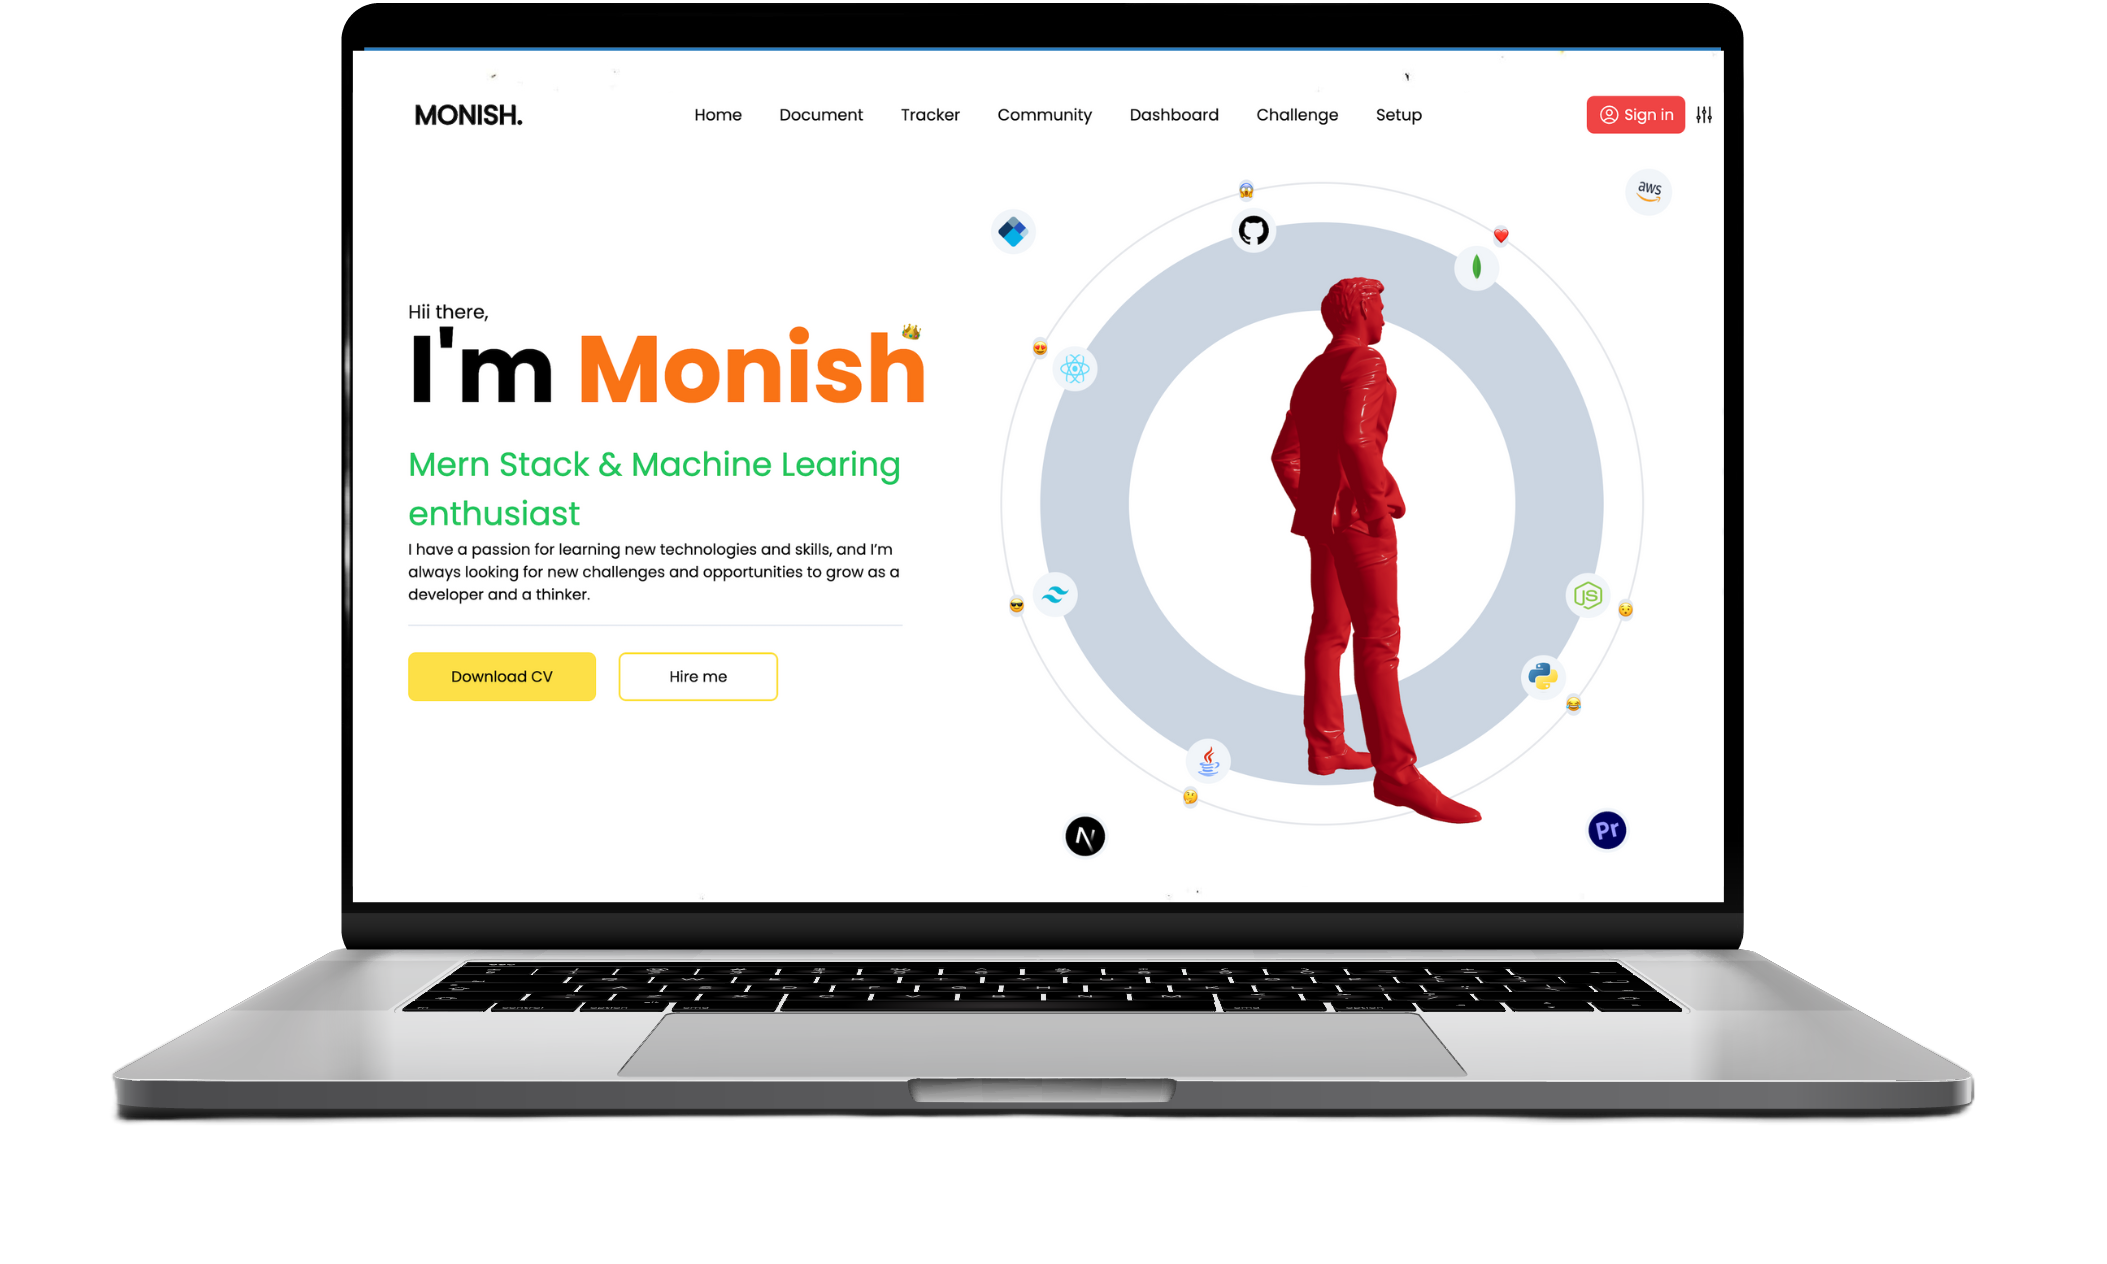 MONISH.
Home Document Tracker Community Dashboard Challenge Setup
Sign in
aws
Hii there,
I'm Monish
Mern Stack & Machine Learing
enthusiast
I have a passion for learning new technologies and skills, and I'm
always looking for new challenges and opportunities to grow as a
developer and a thinker.
Download CV
Hire me
JS
N
Pr